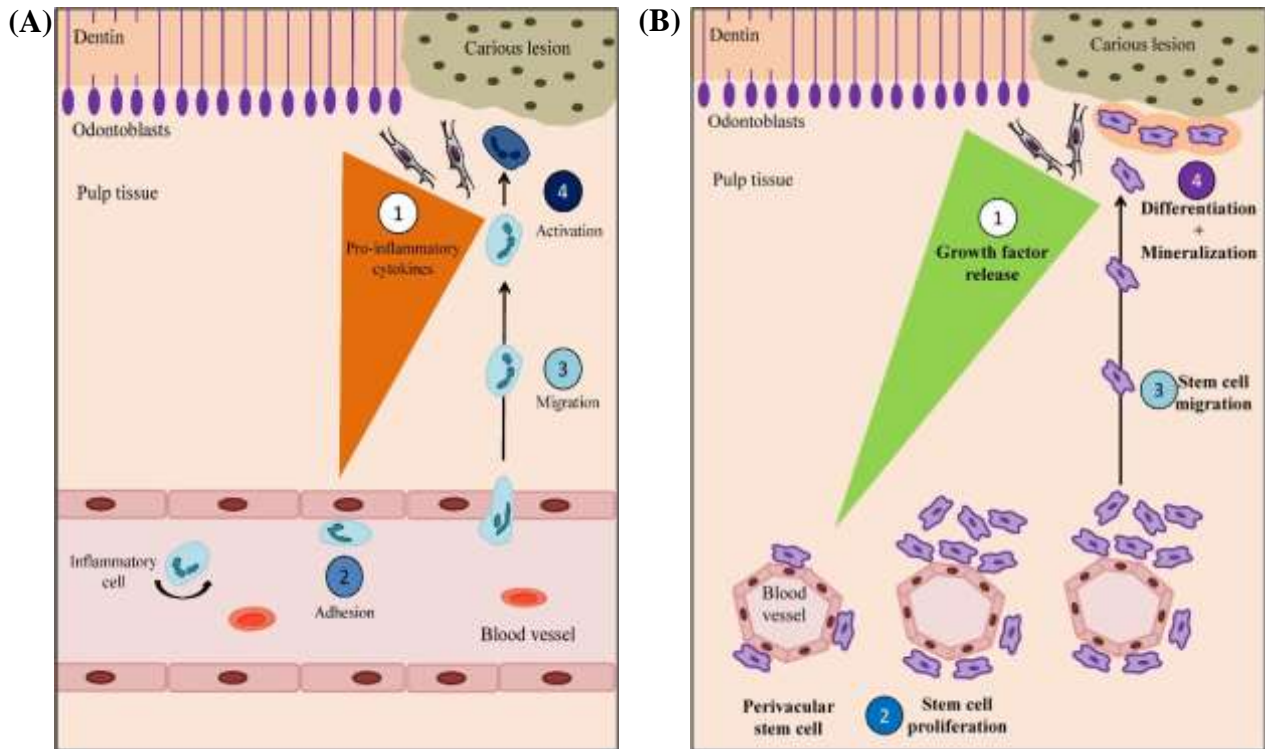 (A)
Dentin
Carious lesion
Odontoblasts
Pulp tissue
1
Pro-inflammatory
cytokines
4
Activation
3
Migration
Inflammatory
cell
2
Adhesion
Blood vessel
(B)
Dentin
Carious lesion
Odontoblasts
Pulp tissue
1
Growth factor
release
4
Differentiation
+
Mineralization
3
Stem cell
migration
Blood
vessel
Perivacular
stem cell
2
Stem cell
proliferation